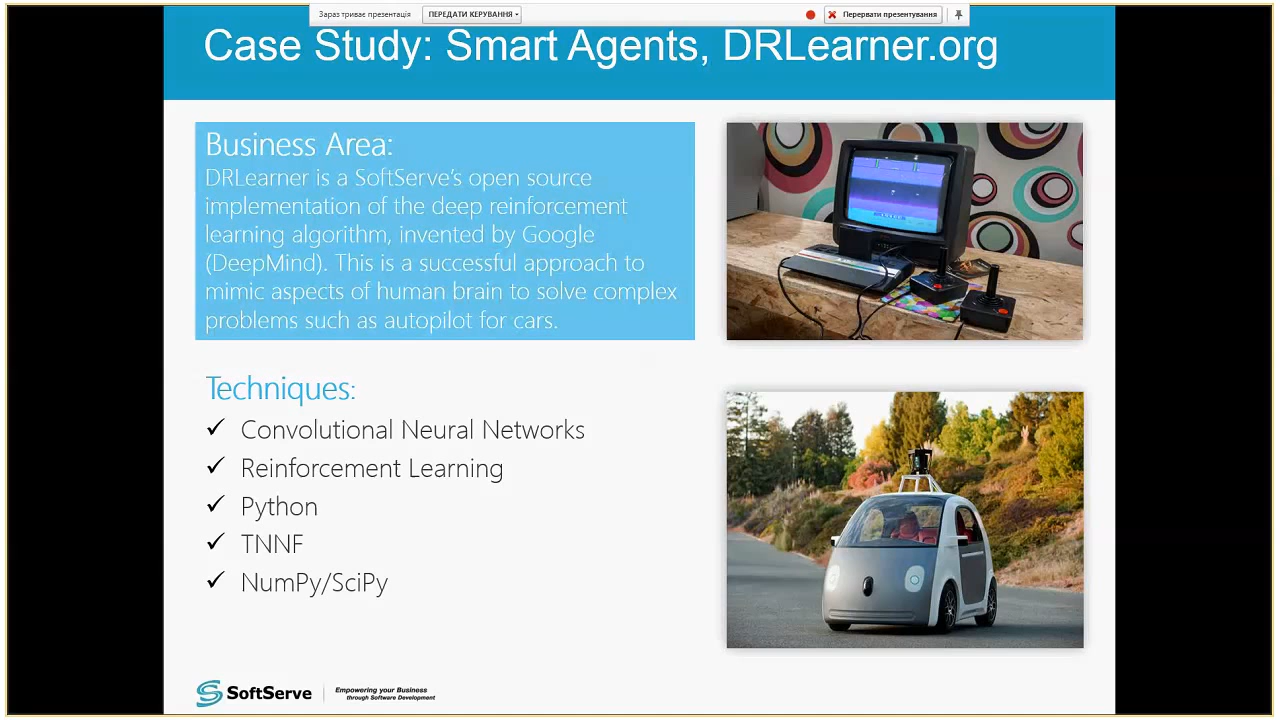 Зараз триває презентація
ПЕРЕДАТИ КЕРУВАННЯ
Перервати презентування
Case Study: Smart Agents, DRLearner.org
Business Area:
DRLearner is a SoftServe’s open source
implementation of the deep reinforcement
learning algorithm, invented by Google
(DeepMind). This is a successful approach to
mimic aspects of human brain to solve complex
problems such as autopilot for cars.
Techniques:
Convolutional Neural Networks
Reinforcement Learning
Python
TNNF
NumPy/SciPy
SoftServe
Empowering your Business
through Software Development